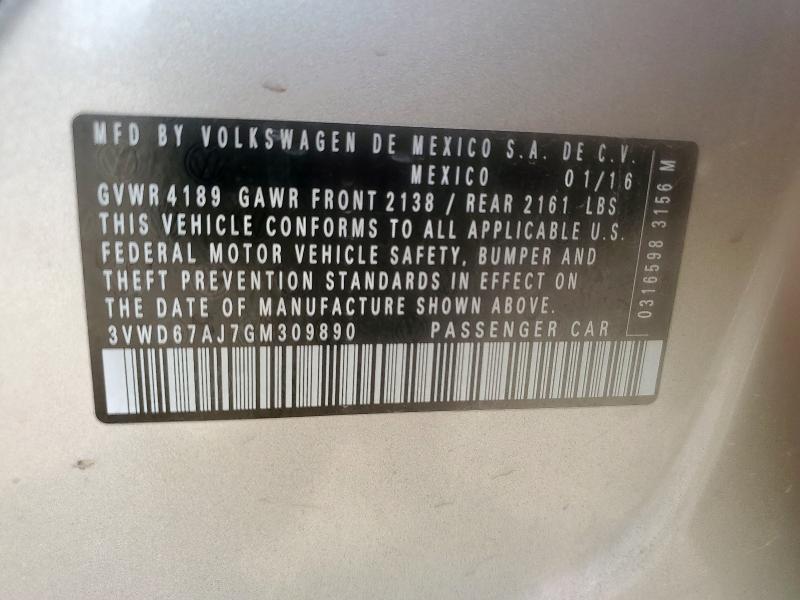 MFD BY VOLKSWAGEN DE MEXICO S.A. DE C.V.
MEXICO 01/16
GVWR 4189 GAWR FRONT 2138 / REAR 2161 LBS
THIS VEHICLE CONFORMS TO ALL APPLICABLE U.S.
FEDERAL MOTOR VEHICLE SAFETY, BUMPER AND
THEFT PREVENTION STANDARDS IN EFFECT ON
THE DATE OF MANUFACTURE SHOWN ABOVE.
3VWD67AJ7GM309890 PASSENGER CAR
0316598 3156 M